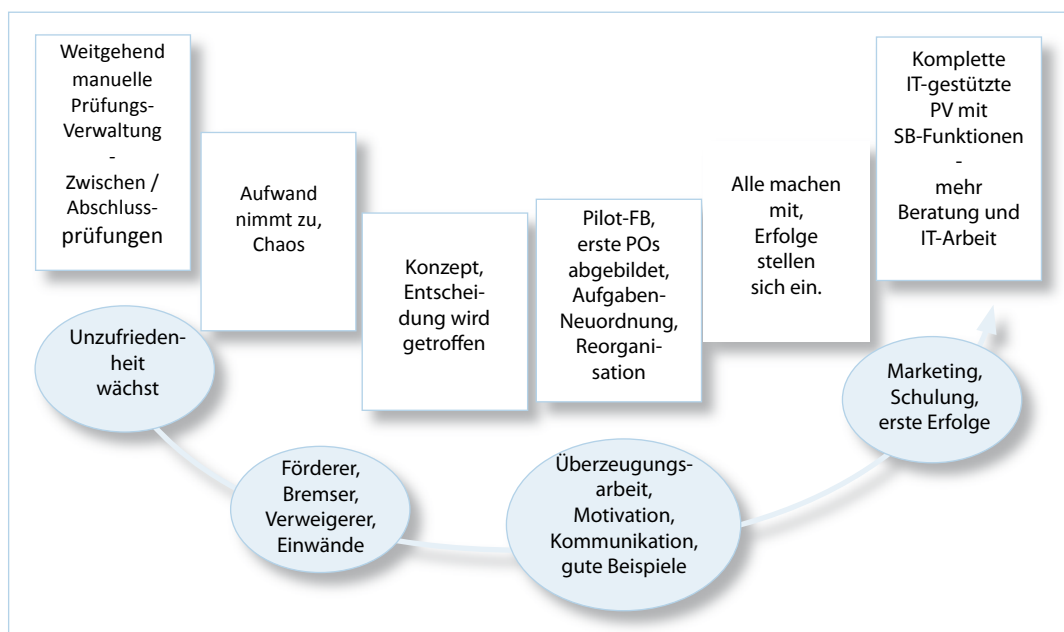 Weitgehend
manuelle
Prüfungs-
Verwaltung
-
Zwischen /
Abschluss-
prüfungen
Aufwand
nimmt zu,
Chaos
Konzept,
Entschei-
dung wird
getroffen
Pilot-FB,
erste POs
abgebildet,
Aufgaben-
Neuordnung,
Reorgani-
sation
Alle machen
mit,
Erfolge
stellen
sich ein.
Komplette
IT-gestützte
PV mit
SB-Funktionen
-
mehr
Beratung und
IT-Arbeit
Unzufrieden-
heit
wächst
Förderer,
Bremser,
Verweigerer,
Einwände
Überzeugungs-
arbeit,
Motivation,
Kommunikation,
gute Beispiele
Marketing,
Schulung,
erste Erfolge